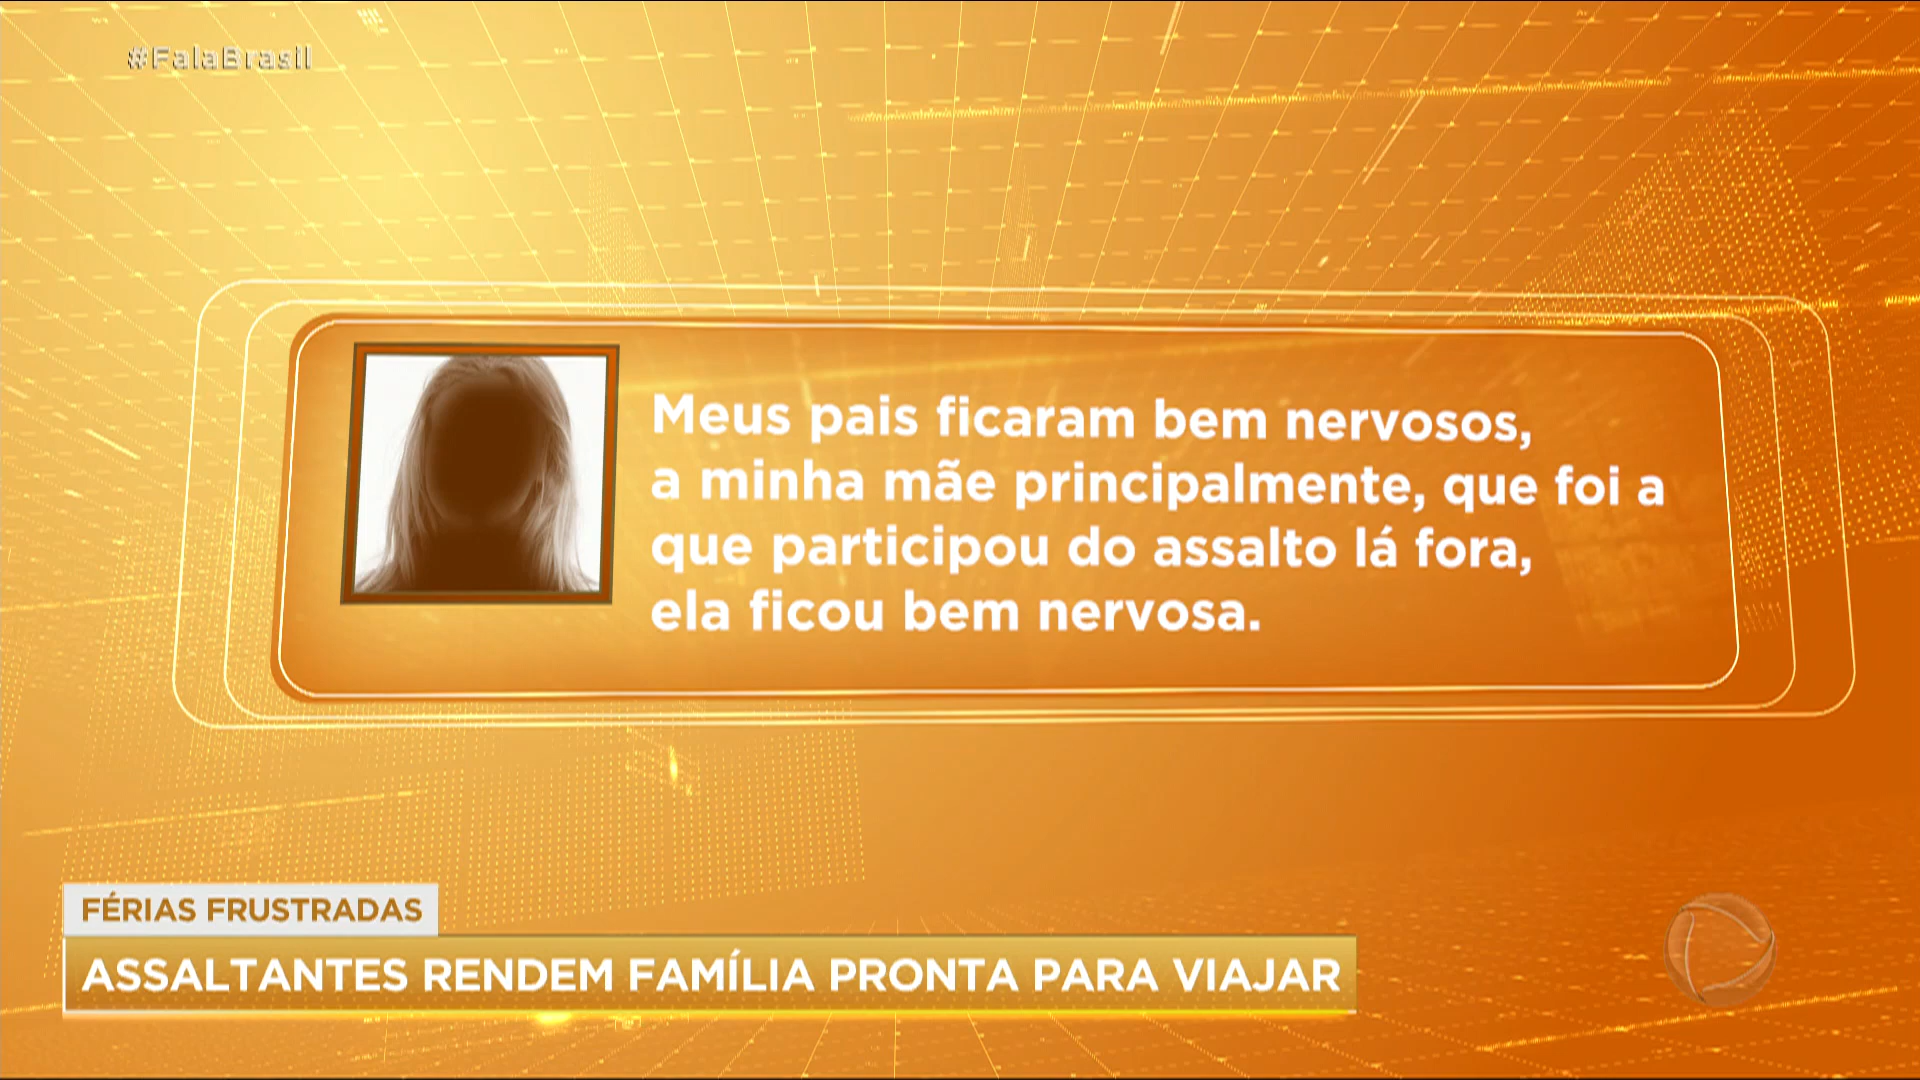 #FalaBrasil
Meus pais ficaram bem nervosos,
a minha mãe principalmente, que foi a
que participou do assalto lá fora,
ela ficou bem nervosa.
FÉRIAS FRUSTRADAS
ASSALTANTES RENDEM FAMÍLIA PRONTA PARA VIAJAR